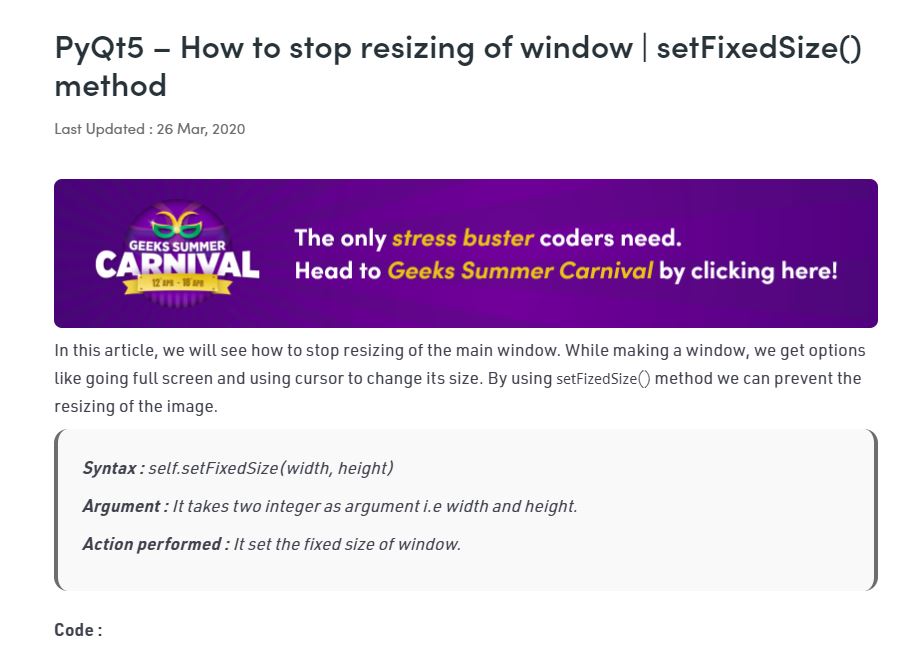 PyQt5 – How to stop resizing of window | setFixedSize()
method
Last Updated : 26 Mar, 2020
GEEKS SUMMER
CARNIVAL
12 APR - 18 APR
The only stress buster coders need.
Head to Geeks Summer Carnival by clicking here!
In this article, we will see how to stop resizing of the main window. While making a window, we get options
like going full screen and using cursor to change its size. By using setFizedSize() method we can prevent the
resizing of the image.
Syntax : self.setFixedSize(width, height)
Argument : It takes two integer as argument i.e width and height.
Action performed : It set the fixed size of window.
Code :